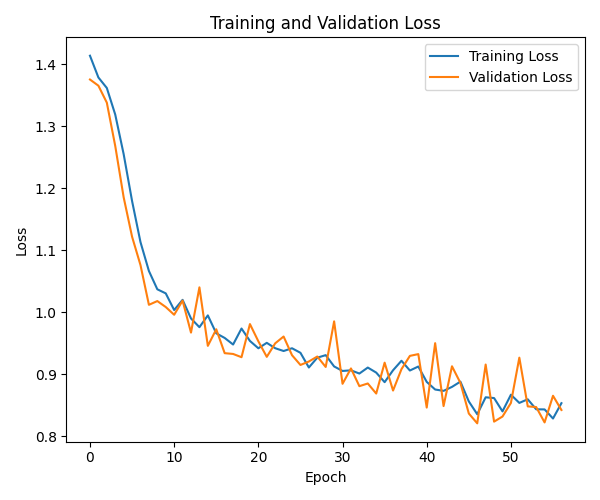 Training and Validation Loss
Training Loss
Validation Loss
1.4
1.3
1.2
1.1
1.0
0.9
0.8
Loss
0 10 20 30 40 50
Epoch